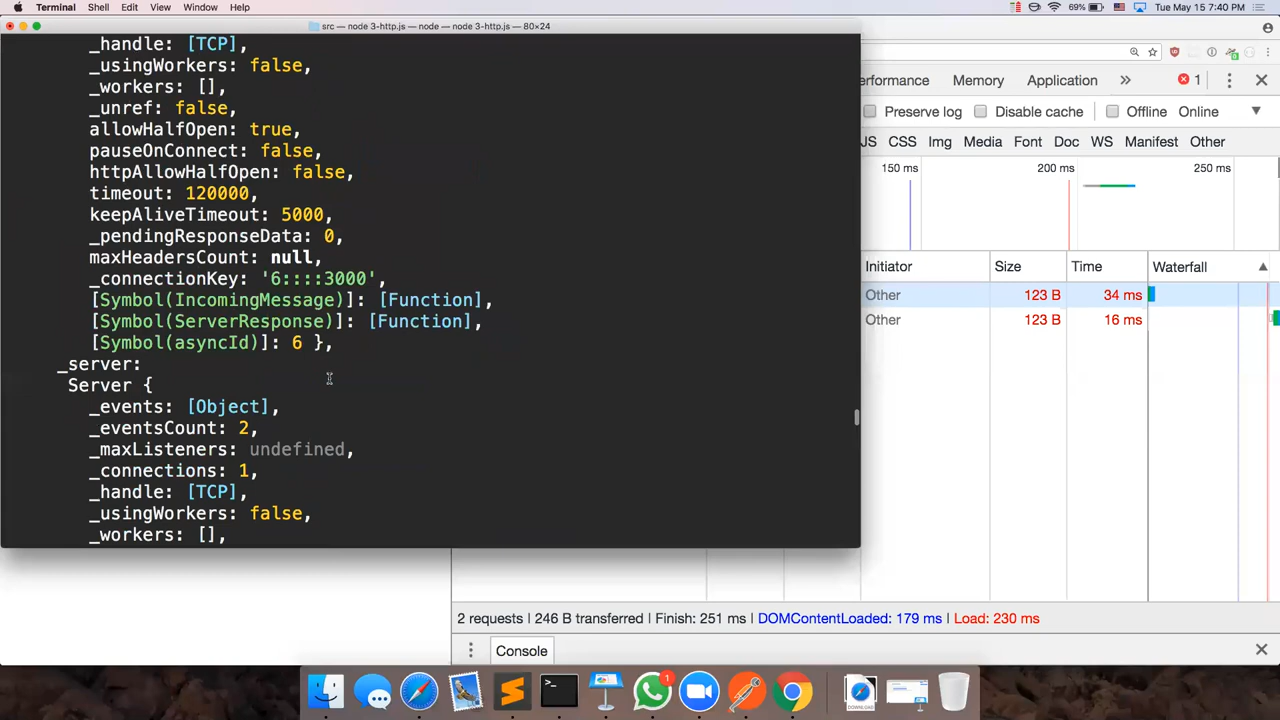 Terminal Shell Edit View Window Help 69% Tue May 15 7:40 PM
src — node 3-http.js — node — node 3-http.js — 80×24
_handle: [TCP],
_usingWorkers: false,
_workers: [],
_unref: false,
allowHalfOpen: true,
pauseOnConnect: false,
httpAllowHalfOpen: false,
timeout: 120000,
keepAliveTimeout: 5000,
_pendingResponseData: 0,
maxHeadersCount: null,
_connectionKey: '6::::3000',
[Symbol(IncomingMessage)]: [Function],
[Symbol(ServerResponse)]: [Function],
[Symbol(asyncId)]: 6 },
_server:
Server {
_events: [Object],
_eventsCount: 2,
_maxListeners: undefined,
_connections: 1,
_handle: [TCP],
_usingWorkers: false,
_workers: [],
erformance Memory Application » 1
Preserve log Disable cache Offline Online
JS CSS Img Media Font Doc WS Manifest Other
150 ms 200 ms 250 ms
Initiator Size Time Waterfall
Other 123 B 34 ms
Other 123 B 16 ms
2 requests | 246 B transferred | Finish: 251 ms | DOMContentLoaded: 179 ms | Load: 230 ms
Console
1
DOWNLOAD